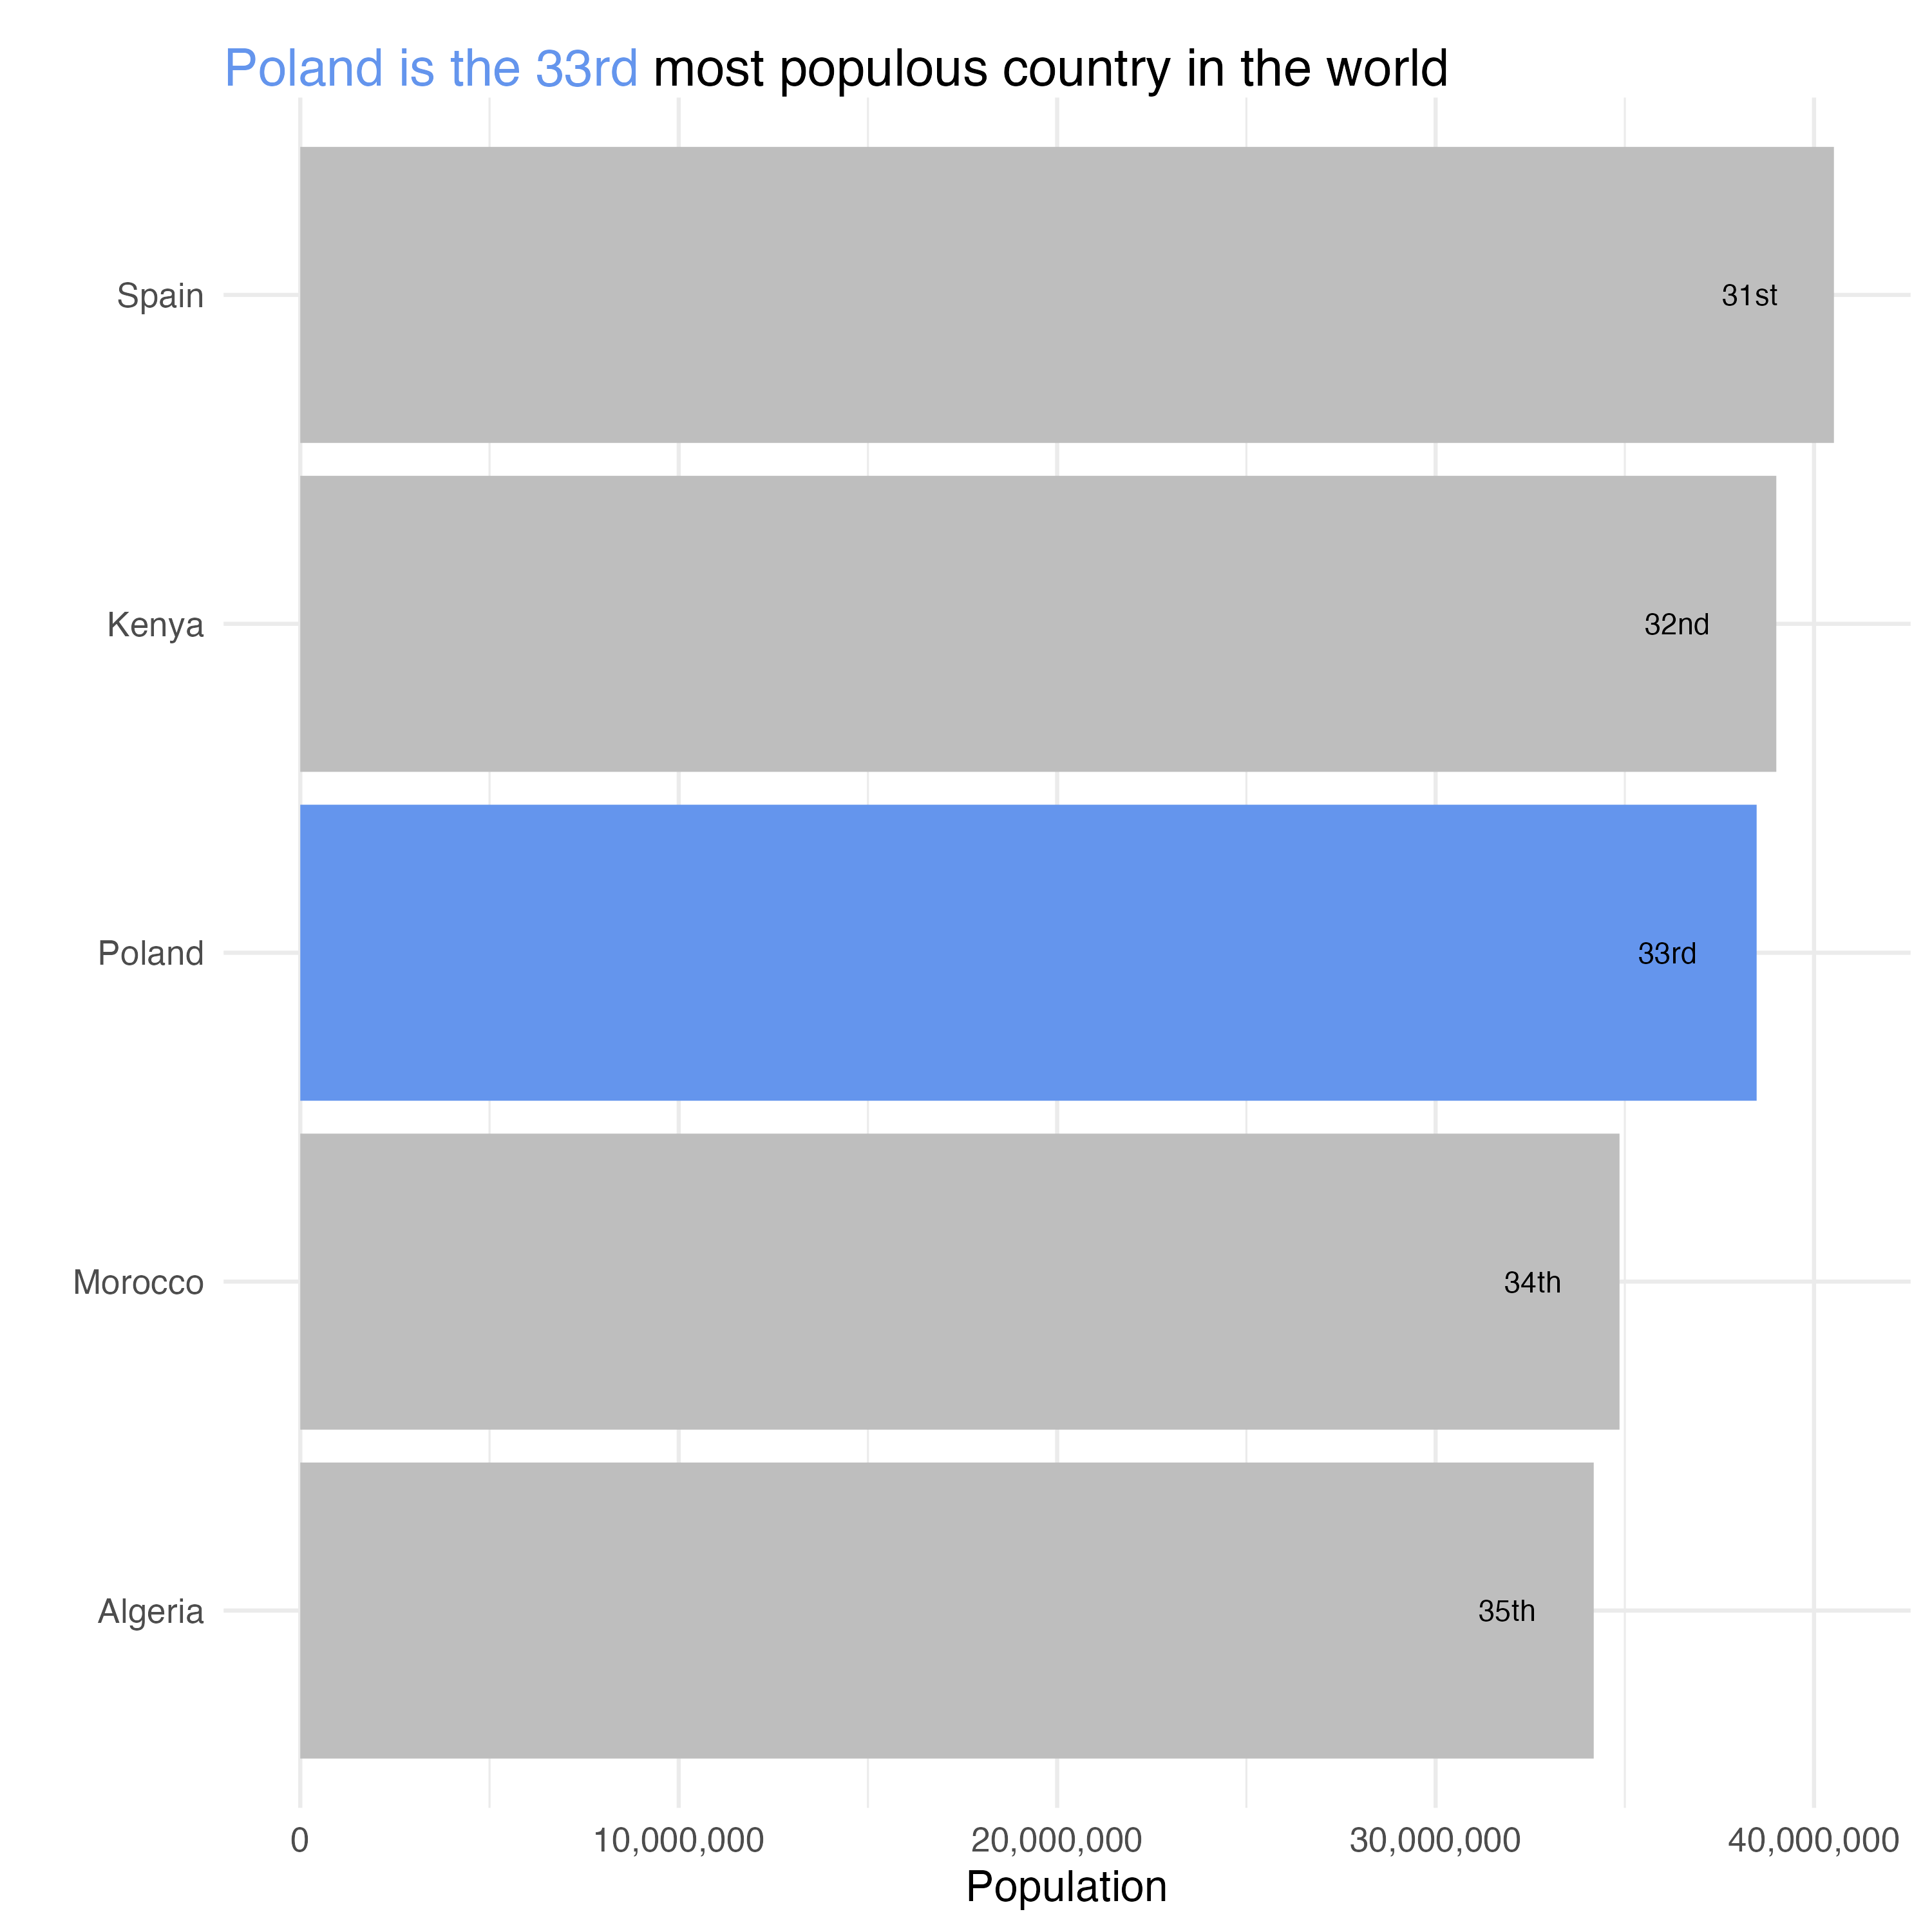 Poland is the 33rd most populous country in the world
Spain
31st
Kenya
32nd
Poland
33rd
Morocco
34th
Algeria
35th
0 10,000,000 20,000,000 30,000,000 40,000,000
Population